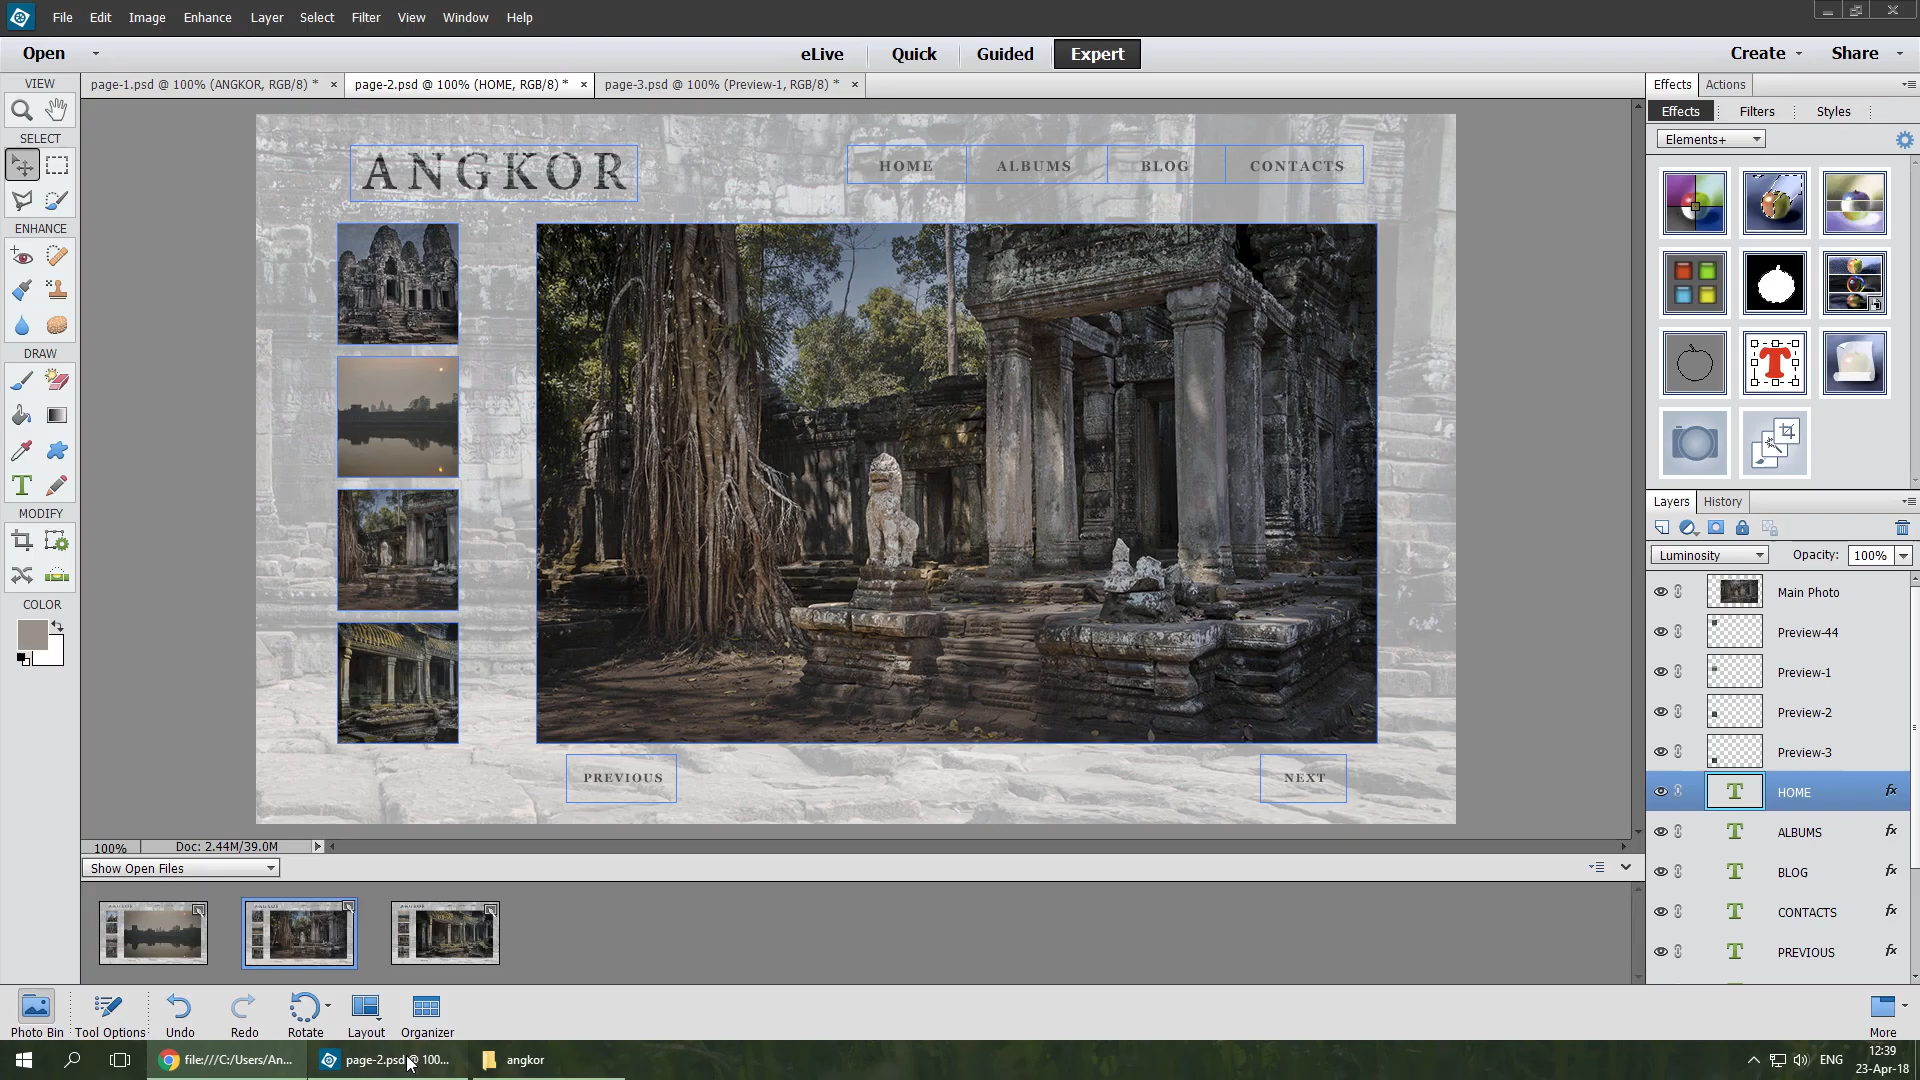 File Edit Image Enhance Layer Select Filter View Window Help
Open eLive Quick Guided Expert Create Share
VIEW page-1.psd @ 100% (ANGKOR, RGB/8) * × page-2.psd @ 100% (HOME, RGB/8) * × page-3.psd @ 100% (Preview-1, RGB/8) * × Effects Actions
Effects Filters Styles
SELECT
Elements+
ANGKOR HOME ALBUMS BLOG CONTACTS
ENHANCE
DRAW
T
MODIFY
Layers History
Luminosity Opacity: 100%
COLOR
Main Photo
Preview-44
Preview-1
Preview-2
Preview-3
PREVIOUS NEXT
T HOME fx
T ALBUMS fx
T BLOG fx
T CONTACTS fx
T PREVIOUS fx
100% Doc: 2.44M/39.0M
Show Open Files
Photo Bin Tool Options Undo Redo Rotate Layout Organizer More
file:///C:/Users/An... page-2.psd @ 100... angkor ENG 12:39
23-Apr-18